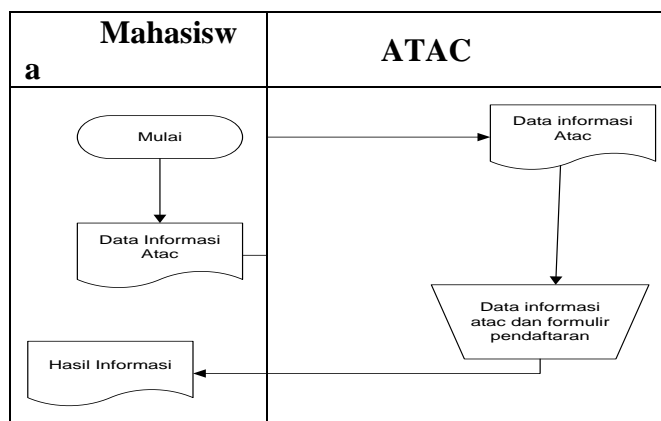 Mahasisw
a
ATAC
Mulai
Data informasi
Atac
Data Informasi
Atac
Data informasi
atac dan formulir
pendaftaran
Hasil Informasi